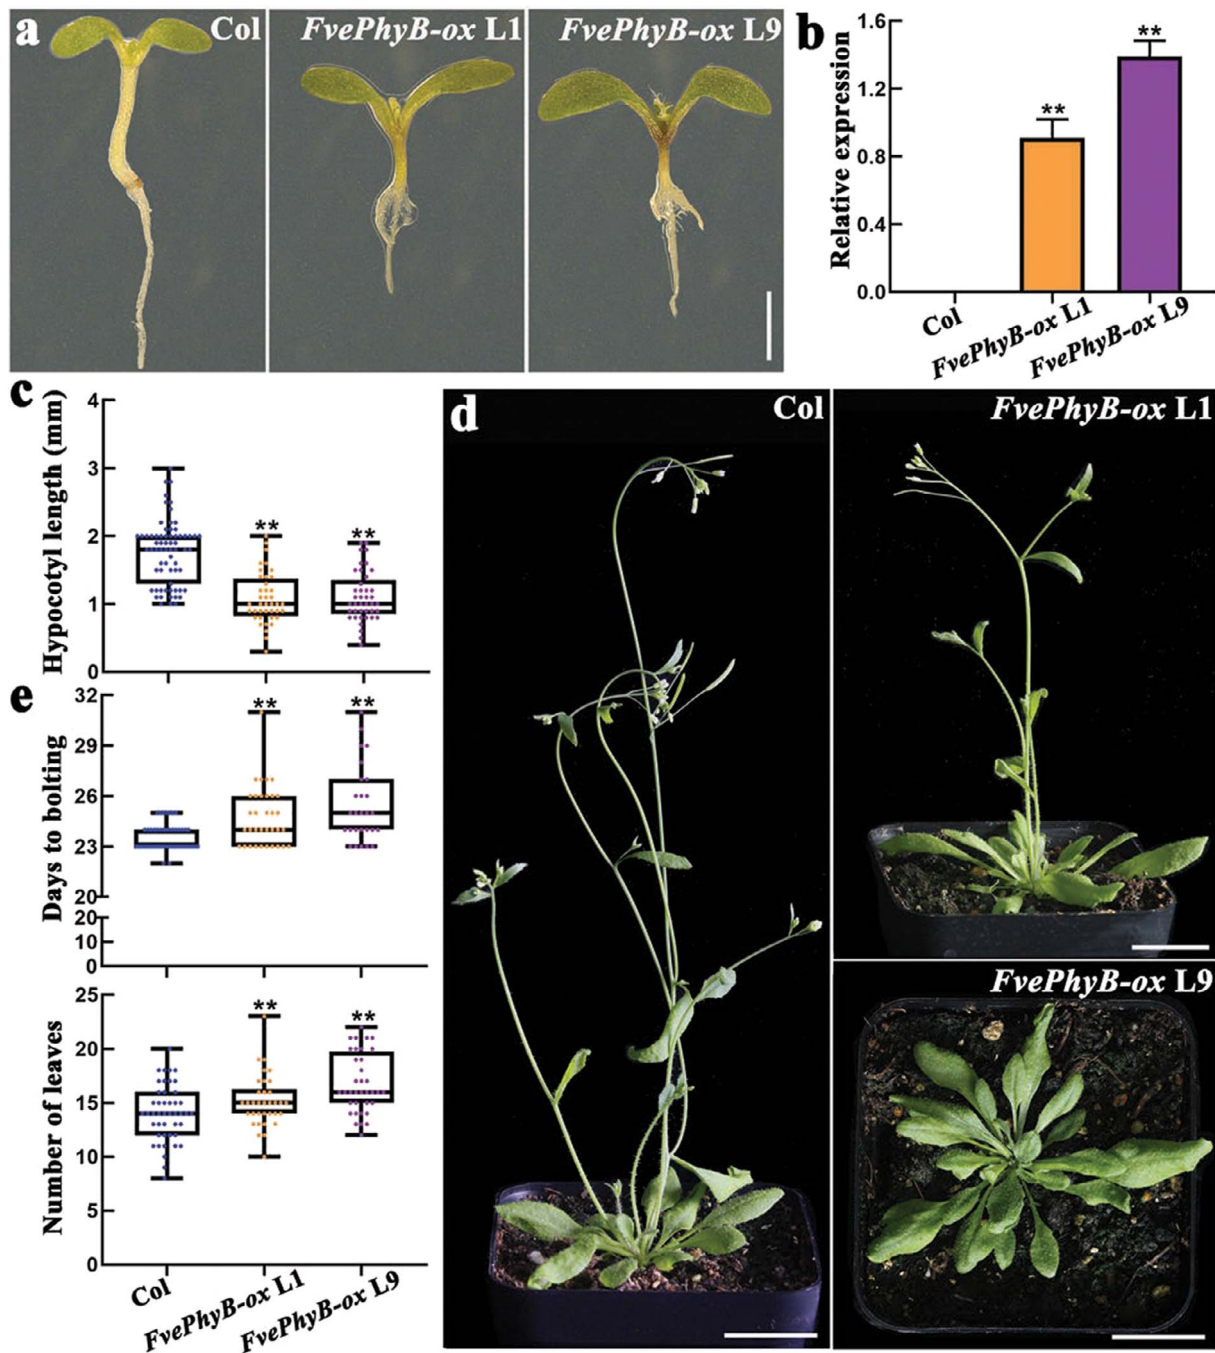 a
Col
FvePhyB-ox L1
FvePhyB-ox L9
b
Relative expression
1.6
1.2
0.8
0.4
0.0
**
**
Col
FvePhyB-ox L1
FvePhyB-ox L9
c
Hypocotyl length (mm)
4
3
2
1
0
**
**
d
Col
FvePhyB-ox L1
FvePhyB-ox L9
e
Days to bolting
32
29
26
23
20
20
10
0
**
**
Number of leaves
25
20
15
10
5
0
**
**
Col
FvePhyB-ox L1
FvePhyB-ox L9